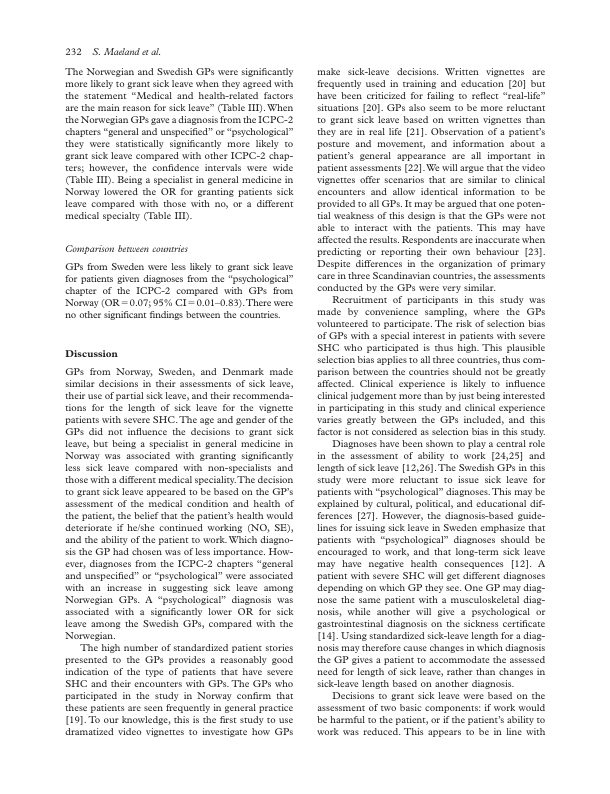 232 S. Maeland et al.
The Norwegian and Swedish GPs were significantly
more likely to grant sick leave when they agreed with
the statement “Medical and health-related factors
are the main reason for sick leave” (Table III). When
the Norwegian GPs gave a diagnosis from the ICPC-2
chapters “general and unspecified” or “psychological”
they were statistically significantly more likely to
grant sick leave compared with other ICPC-2 chap-
ters; however, the confidence intervals were wide
(Table III). Being a specialist in general medicine in
Norway lowered the OR for granting patients sick
leave compared with those with no, or a different
medical specialty (Table III).
Comparison between countries
GPs from Sweden were less likely to grant sick leave
for patients given diagnoses from the “psychological”
chapter of the ICPC-2 compared with GPs from
Norway (OR = 0.07; 95% CI = 0.01–0.83). There were
no other significant findings between the countries.
Discussion
GPs from Norway, Sweden, and Denmark made
similar decisions in their assessments of sick leave,
their use of partial sick leave, and their recommenda-
tions for the length of sick leave for the vignette
patients with severe SHC. The age and gender of the
GPs did not influence the decisions to grant sick
leave, but being a specialist in general medicine in
Norway was associated with granting significantly
less sick leave compared with non-specialists and
those with a different medical speciality. The decision
to grant sick leave appeared to be based on the GP’s
assessment of the medical condition and health of
the patient, the belief that the patient’s health would
deteriorate if he/she continued working (NO, SE),
and the ability of the patient to work. Which diagno-
sis the GP had chosen was of less importance. How-
ever, diagnoses from the ICPC-2 chapters “general
and unspecified” or “psychological” were associated
with an increase in suggesting sick leave among
Norwegian GPs. A “psychological” diagnosis was
associated with a significantly lower OR for sick
leave among the Swedish GPs, compared with the
Norwegian.
The high number of standardized patient stories
presented to the GPs provides a reasonably good
indication of the type of patients that have severe
SHC and their encounters with GPs. The GPs who
participated in the study in Norway confirm that
these patients are seen frequently in general practice
[19]. To our knowledge, this is the first study to use
dramatized video vignettes to investigate how GPs
make sick-leave decisions. Written vignettes are
frequently used in training and education [20] but
have been criticized for failing to reflect “real-life”
situations [20]. GPs also seem to be more reluctant
to grant sick leave based on written vignettes than
they are in real life [21]. Observation of a patient’s
posture and movement, and information about a
patient’s general appearance are all important in
patient assessments [22]. We will argue that the video
vignettes offer scenarios that are similar to clinical
encounters and allow identical information to be
provided to all GPs. It may be argued that one poten-
tial weakness of this design is that the GPs were not
able to interact with the patients. This may have
affected the results. Respondents are inaccurate when
predicting or reporting their own behaviour [23].
Despite differences in the organization of primary
care in three Scandinavian countries, the assessments
conducted by the GPs were very similar.
Recruitment of participants in this study was
made by convenience sampling, where the GPs
volunteered to participate. The risk of selection bias
of GPs with a special interest in patients with severe
SHC who participated is thus high. This plausible
selection bias applies to all three countries, thus com-
parison between the countries should not be greatly
affected. Clinical experience is likely to influence
clinical judgement more than by just being interested
in participating in this study and clinical experience
varies greatly between the GPs included, and this
factor is not considered as selection bias in this study.
Diagnoses have been shown to play a central role
in the assessment of ability to work [24,25] and
length of sick leave [12,26]. The Swedish GPs in this
study were more reluctant to issue sick leave for
patients with “psychological” diagnoses. This may be
explained by cultural, political, and educational dif-
ferences [27]. However, the diagnosis-based guide-
lines for issuing sick leave in Sweden emphasize that
patients with “psychological” diagnoses should be
encouraged to work, and that long-term sick leave
may have negative health consequences [12]. A
patient with severe SHC will get different diagnoses
depending on which GP they see. One GP may diag-
nose the same patient with a musculoskeletal diag-
nosis, while another will give a psychological or
gastrointestinal diagnosis on the sickness certificate
[14]. Using standardized sick-leave length for a diag-
nosis may therefore cause changes in which diagnosis
the GP gives a patient to accommodate the assessed
need for length of sick leave, rather than changes in
sick-leave length based on another diagnosis.
Decisions to grant sick leave were based on the
assessment of two basic components: if work would
be harmful to the patient, or if the patient’s ability to
work was reduced. This appears to be in line with